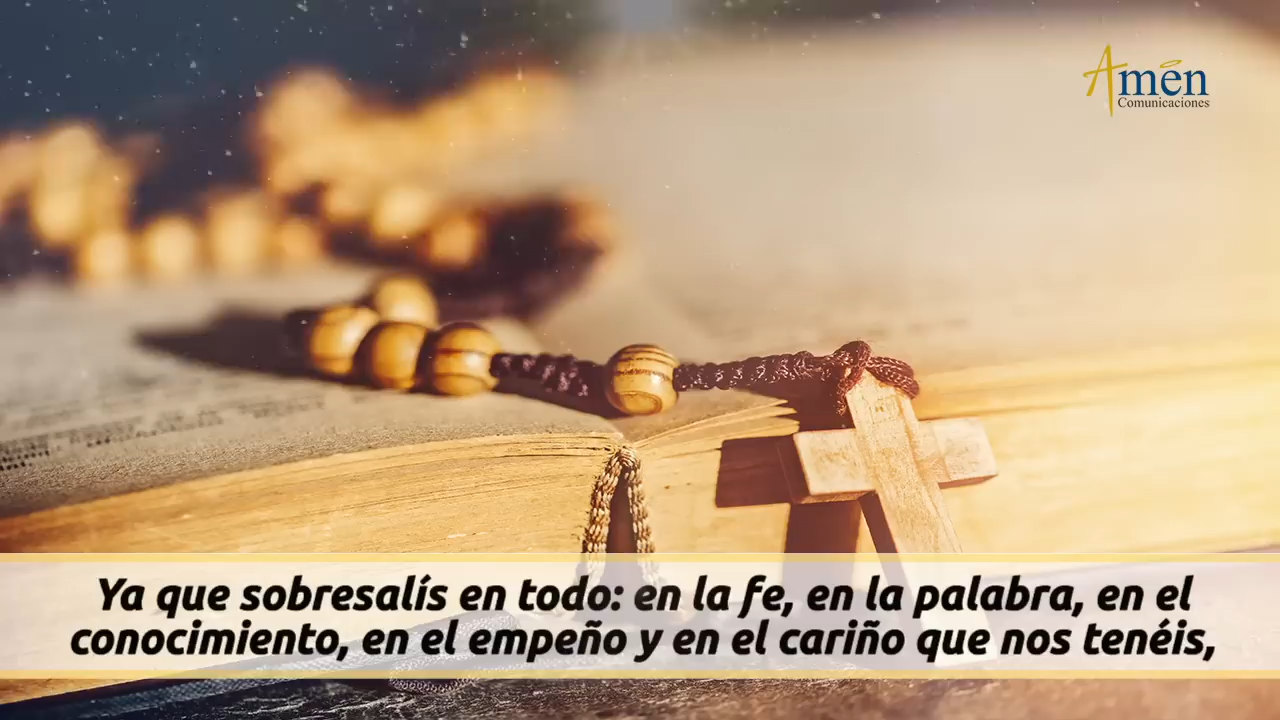 Amén
Comunicaciones
Ya que sobresalís en todo: en la fe, en la palabra, en el
conocimiento, en el empeño y en el cariño que nos tenéis,